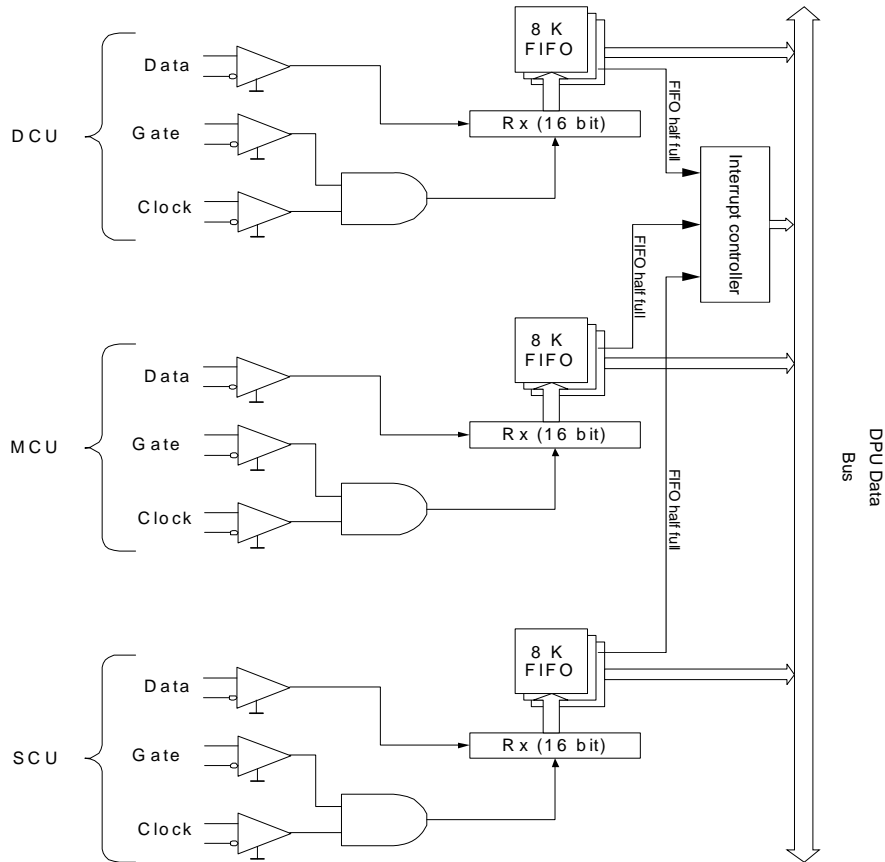 8 K
FIFO
Data
Rx (16 bit)
DCU
Gate
Clock
FIFO half full
Interrupt controller
FIFO half full
8 K
FIFO
Data
Rx (16 bit)
MCU
Gate
Clock
FIFO half full
DPU Data
Bus
8 K
FIFO
Data
Rx (16 bit)
SCU
Gate
Clock